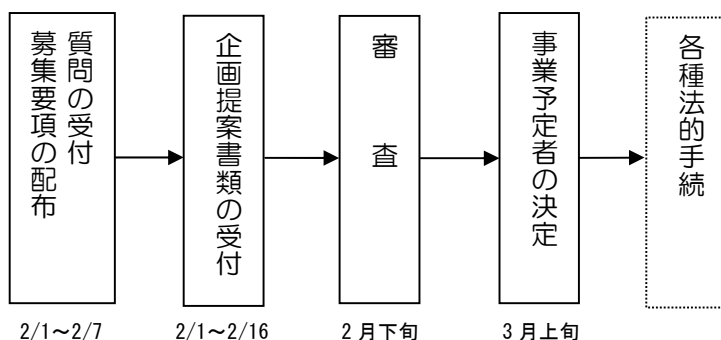 質問の受付
募集要項の配布
企画提案書類の受付
審査
事業予定者の決定
各種法的手続
2/1～2/7
2/1～2/16
2月下旬
3月上旬